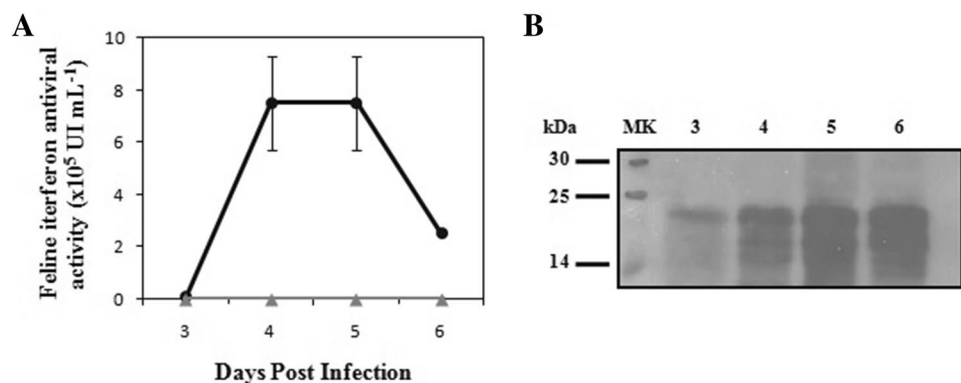 A
Feline iterferon antiviral
activity (x10⁵ UI mL⁻¹)
10
8
6
4
2
0
3 4 5 6
Days Post Infection
B
kDa MK 3 4 5 6
30
25
14